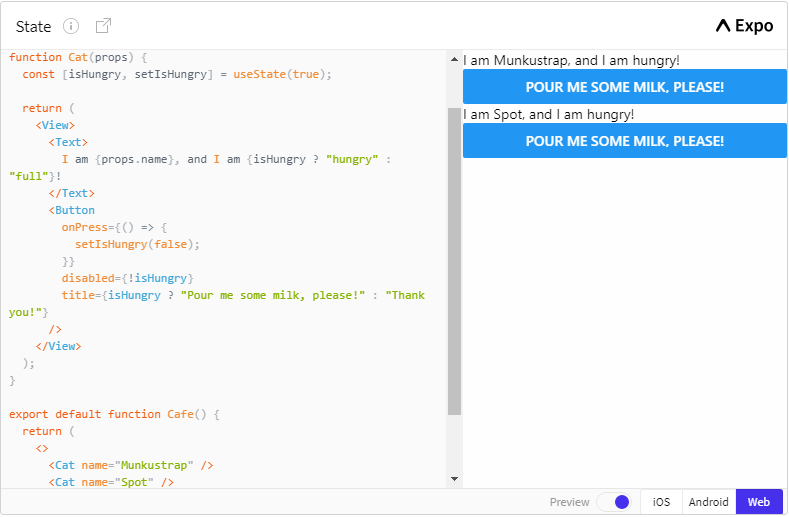 State
Expo
function Cat(props) {
  const [isHungry, setIsHungry] = useState(true);

  return (
    <View>
      <Text>
        I am {props.name}, and I am {isHungry ? "hungry" :
"full"}!
      </Text>
      <Button
        onPress={() => {
          setIsHungry(false);
        }}
        disabled={!isHungry}
        title={isHungry ? "Pour me some milk, please!" : "Thank
you!"}
      />
    </View>
  );
}

export default function Cafe() {
  return (
    <>
      <Cat name="Munkustrap" />
      <Cat name="Spot" />
I am Munkustrap, and I am hungry!
POUR ME SOME MILK, PLEASE!
I am Spot, and I am hungry!
POUR ME SOME MILK, PLEASE!
Preview
iOS
Android
Web